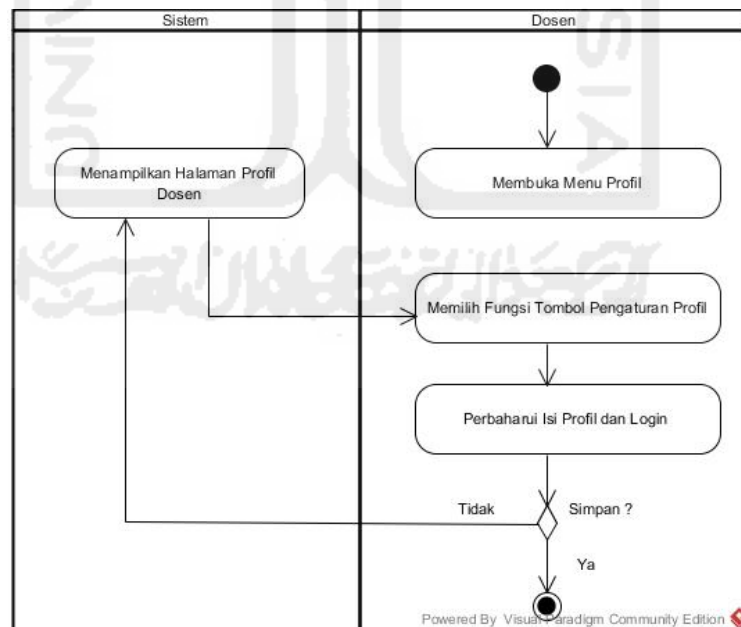 Sistem
Dosen
Menampilkan Halaman Profil
Dosen
Membuka Menu Profil
Memilih Fungsi Tombol Pengaturan Profil
Perbaharui Isi Profil dan Login
Tidak
Simpan ?
Ya
Powered By Visual Paradigm Community Edition